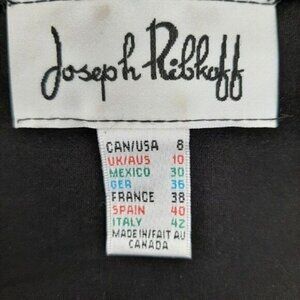 Joseph Ribkoff
CAN/USA 8
UK/AUS 10
MEXICO 30
GER 36
FRANCE 38
SPAIN 40
ITALY 42
MADE IN/FAIT AU
CANADA